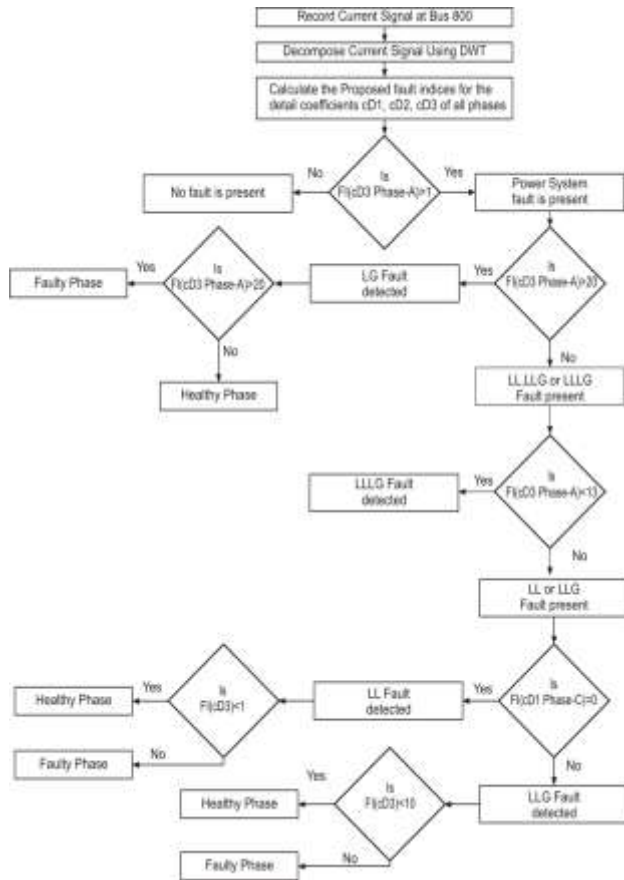 Record Current Signal at Bus 800
Decompose Current Signal Using DWT
Calculate the Proposed fault indices for the
detail coefficients cD1, cD2, cD3 of all phases
No
Is
FI(cD3 Phase-A)>1
Yes
No fault is present
Power System
fault is present
Faulty Phase
Yes
Is
FI(cD3 Phase-A)>20
LG Fault
detected
Yes
Is
FI(cD3 Phase-A)>20
No
Healthy Phase
No
LL,LLG or LLLG
Fault present
LLLG Fault
detected
Yes
Is
FI(cD3 Phase-A)<13
No
LL or LLG
Fault present
Healthy Phase
Yes
Is
FI(cD3)<1
LL Fault
detected
Yes
Is
FI(cD1 Phase-C)=0
Faulty Phase
No
No
Healthy Phase
Yes
Is
FI(cD3)<10
LLG Fault
detected
Faulty Phase
No